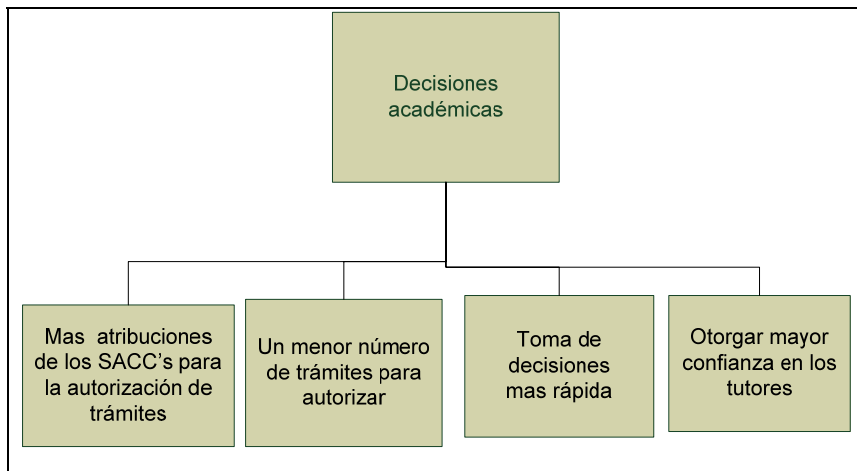 Decisiones
académicas
Mas atribuciones
de los SACC's para
la autorización de
trámites
Un menor número
de trámites para
autorizar
Toma de
decisiones
mas rápida
Otorgar mayor
confianza en los
tutores